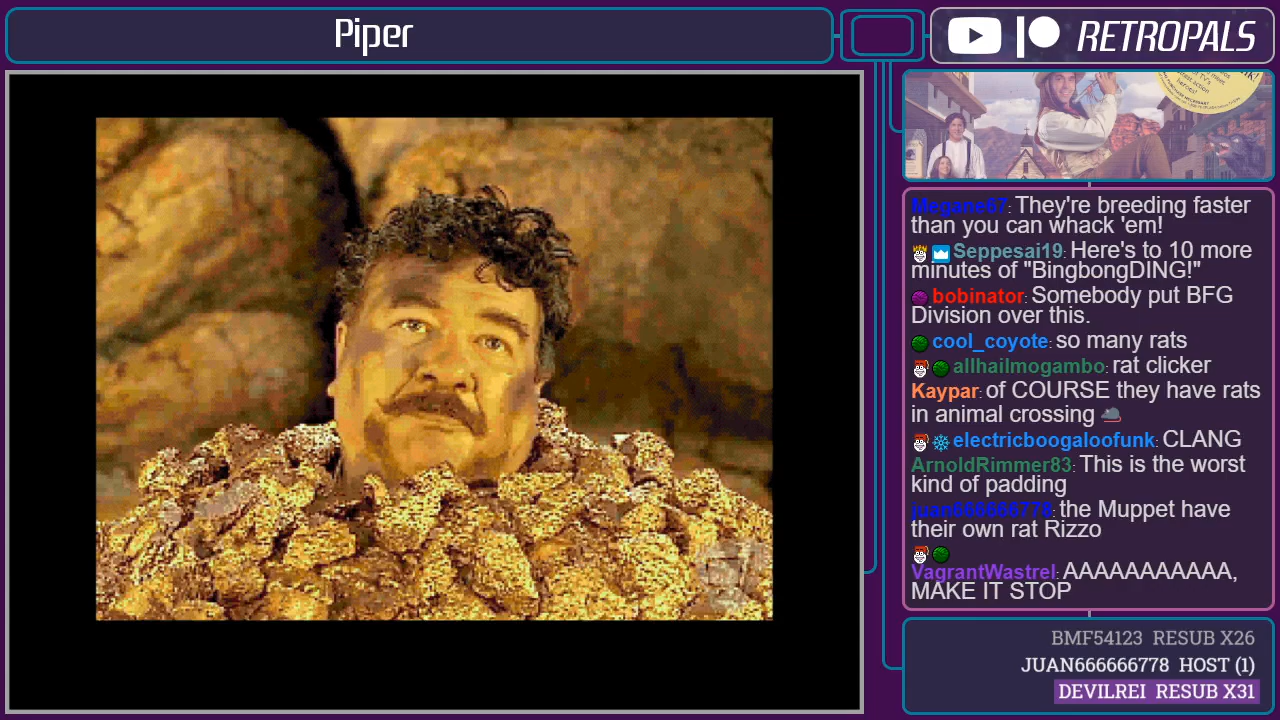 Piper
RETROPALS
Megane67: They're breeding faster
than you can whack 'em!
Seppesai19: Here's to 10 more
minutes of "BingbongDING!"
bobinator: Somebody put BFG
Division over this.
cool_coyote: so many rats
allhailmogambo: rat clicker
Kaypar: of COURSE they have rats
in animal crossing
electricboogaloofunk: CLANG
ArnoldRimmer83: This is the worst
kind of padding
juan666666778: the Muppet have
their own rat Rizzo
VagrantWastrel: AAAAAAAAAAA,
MAKE IT STOP
BMF54123 RESUB X26
JUAN666666778 HOST (1)
DEVILREI RESUB X31